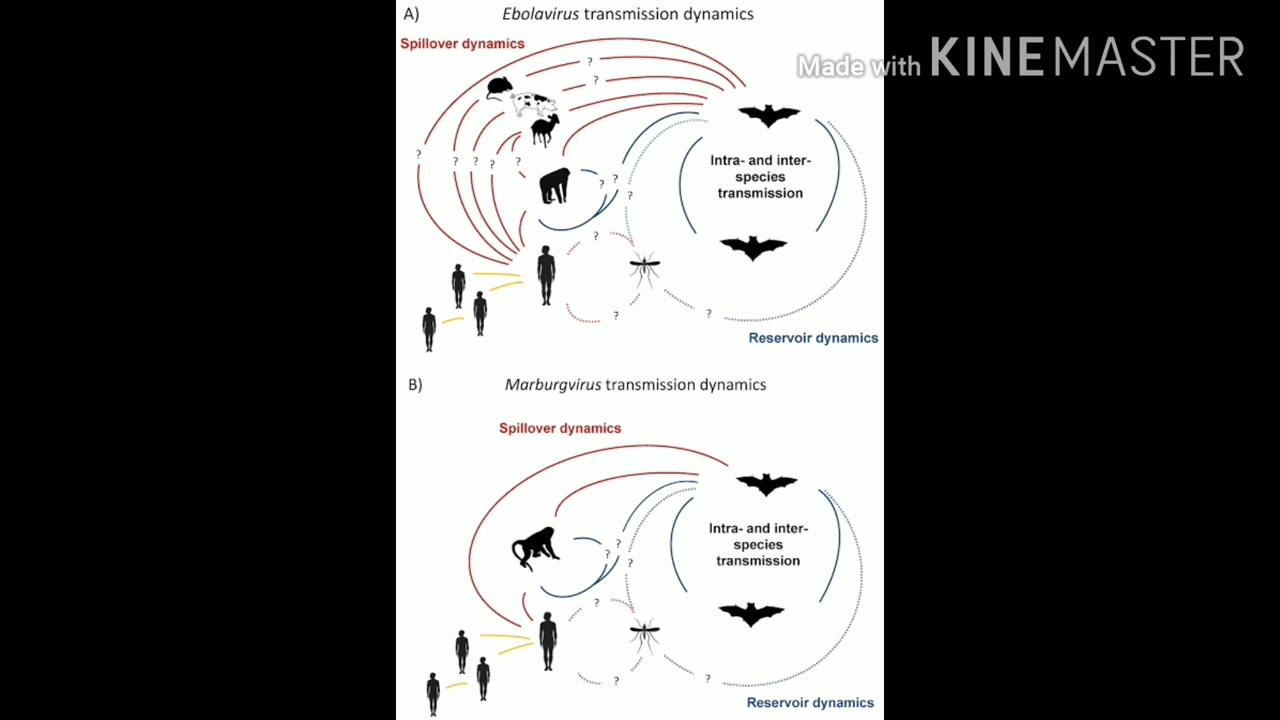 A) Ebolavirus transmission dynamics
Spillover dynamics
Made with KINEMASTER
?
?
? ? ? ? ?
? ?
?
Intra- and inter-
species
transmission
?
?
?
Reservoir dynamics
B) Marburgvirus transmission dynamics
Spillover dynamics
Intra- and inter-
species
transmission
?
?
?
?
?
?
Reservoir dynamics